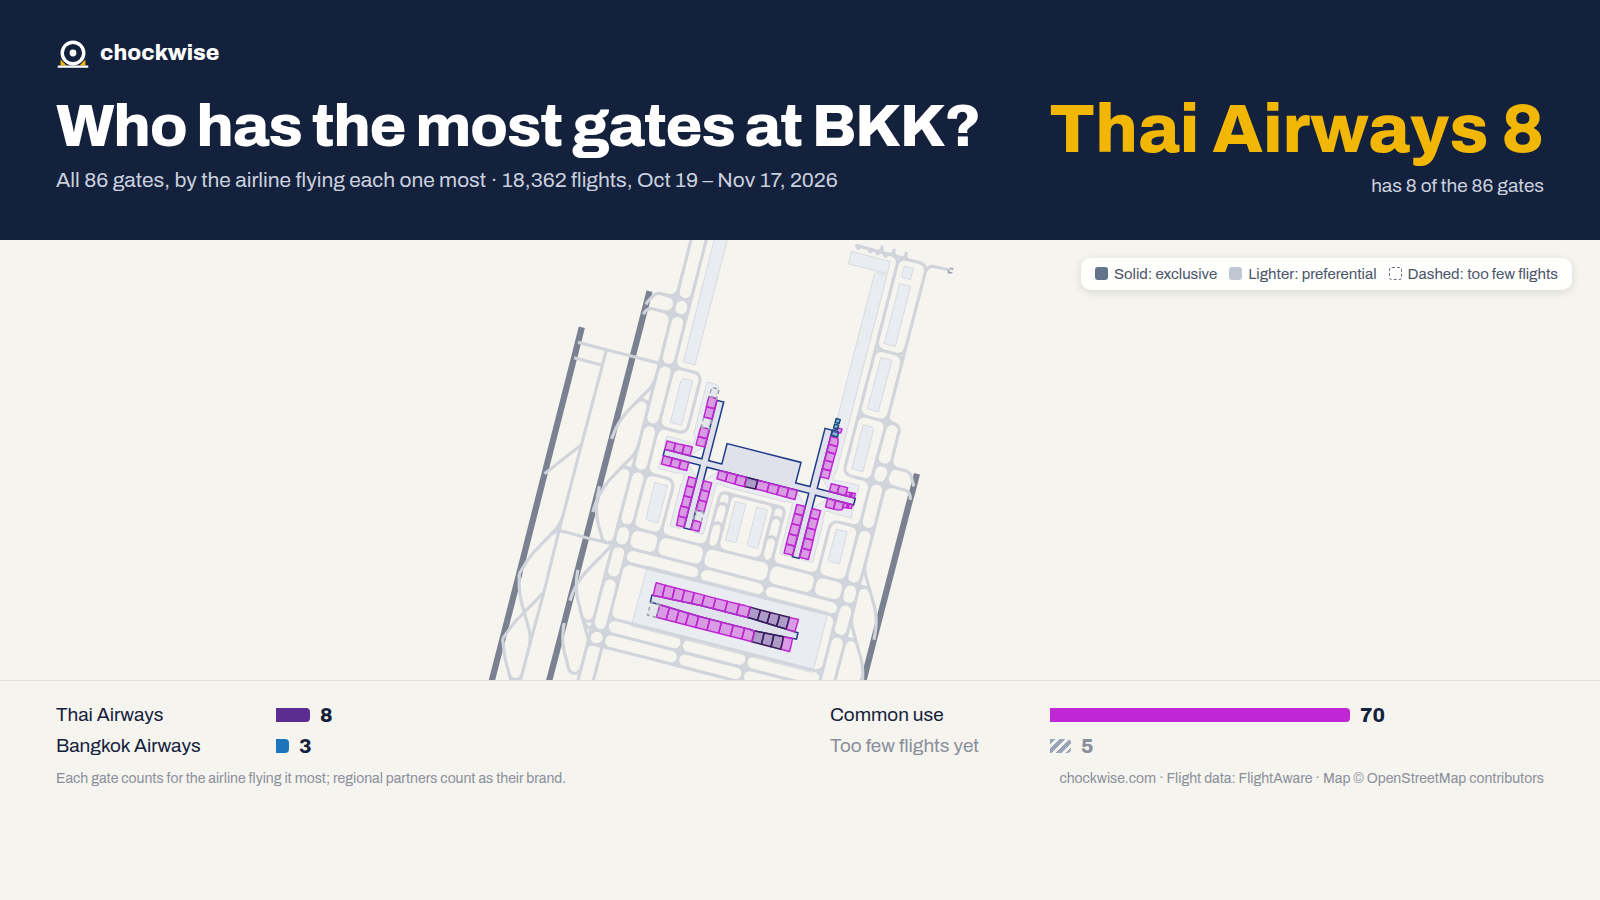 chockwise
Who has the most gates at BKK?
Thai Airways 8
All 86 gates, by the airline flying each one most · 18,362 flights, Oct 19 – Nov 17, 2026
has 8 of the 86 gates
Solid: exclusive Lighter: preferential Dashed: too few flights
Thai Airways 8
Bangkok Airways 3
Common use 70
Too few flights yet 5
Each gate counts for the airline flying it most; regional partners count as their brand.
chockwise.com · Flight data: FlightAware · Map © OpenStreetMap contributors